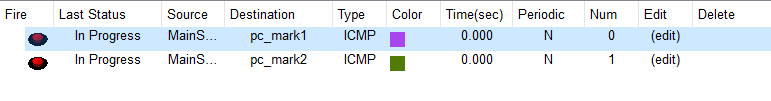 Fire Last Status Source Destination Type Color Time(sec) Periodic Num Edit Delete
In Progress MainS... pc_mark1 ICMP 0.000 N 0 (edit)
In Progress MainS... pc_mark2 ICMP 0.000 N 1 (edit)